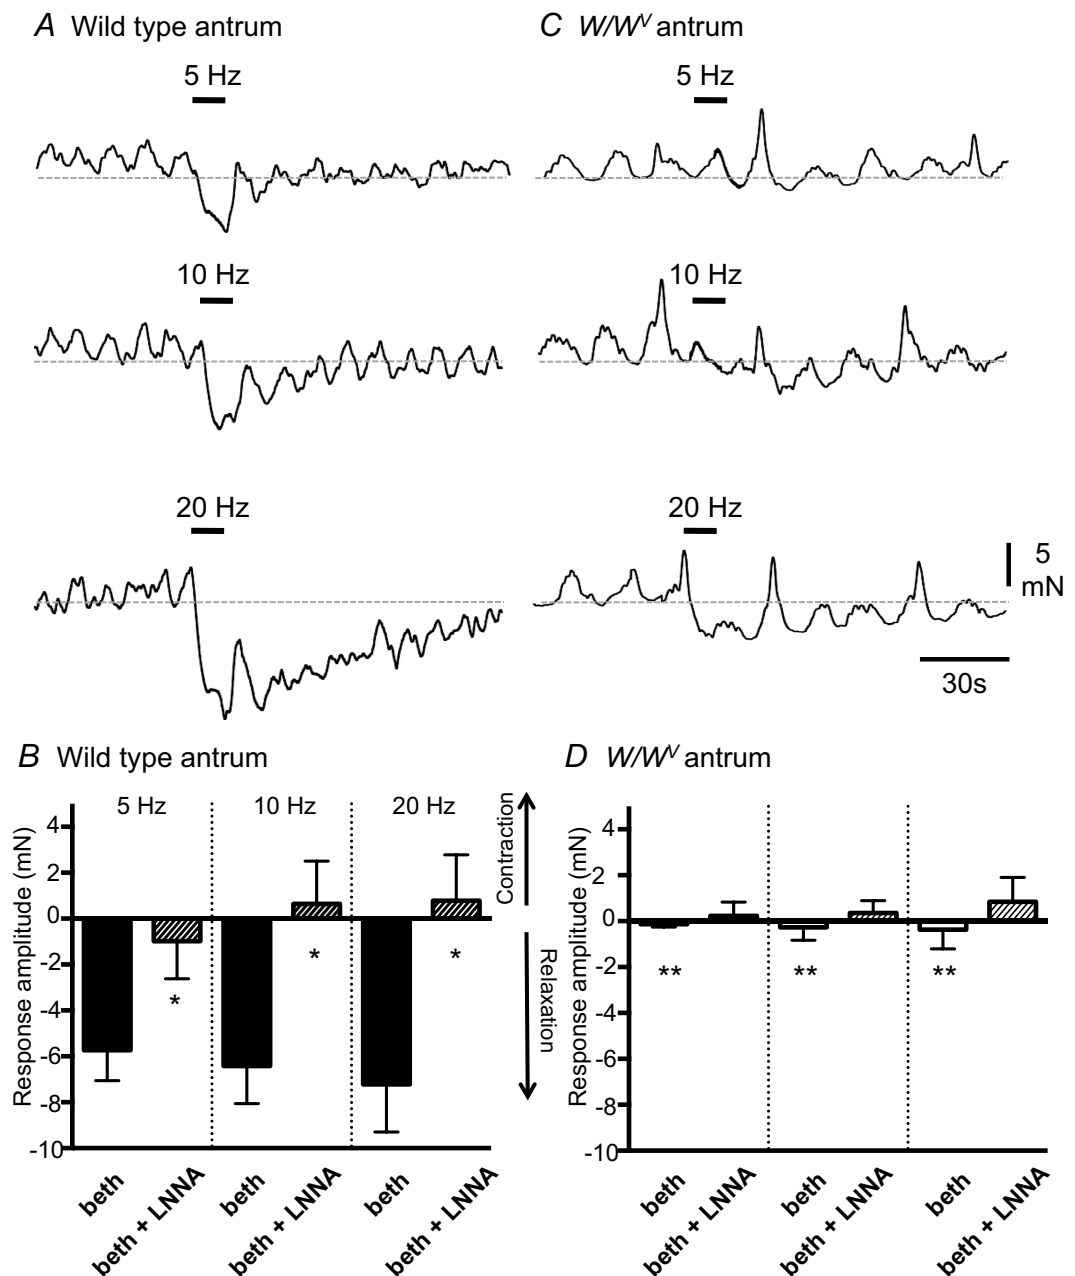 A Wild type antrum
5 Hz
10 Hz
20 Hz
C W/Wⱽ antrum
5 Hz
10 Hz
20 Hz
5
mN
30s
B Wild type antrum
5 Hz 10 Hz 20 Hz
Response amplitude (mN)
4
2
0
-2
-4
-6
-8
-10
* * *
beth
beth + LNNA
beth
beth + LNNA
beth
beth + LNNA
Contraction
Relaxation
D W/Wⱽ antrum
Response amplitude (mN)
4
2
0
-2
-4
-6
-8
-10
** ** **
beth
beth + LNNA
beth
beth + LNNA
beth
beth + LNNA